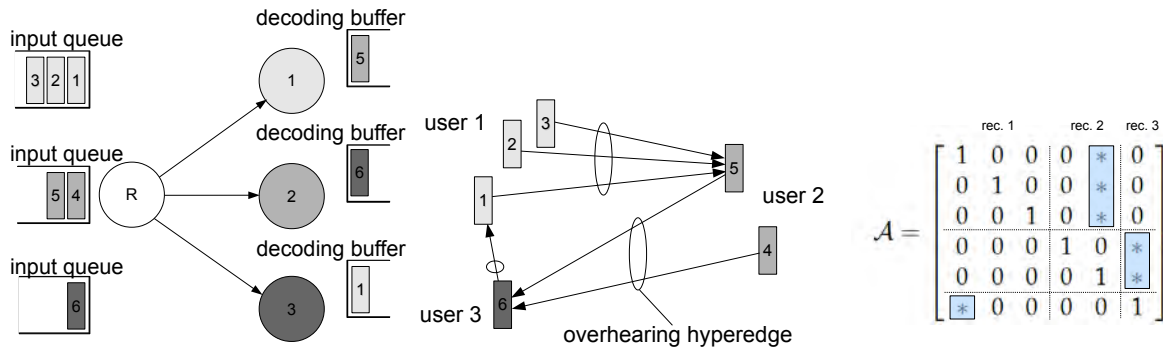 input queue
3 2 1
decoding buffer
5
1
input queue
5 4
R
decoding buffer
6
2
input queue
6
decoding buffer
1
3
user 1
3
2
1
5
user 2
4
user 3
6
overhearing hyperedge
rec. 1 rec. 2 rec. 3
1 0 0 0 * 0
0 1 0 0 * 0
0 0 1 0 * 0
𝒜 =
0 0 0 1 0 *
0 0 0 0 1 *
* 0 0 0 0 1